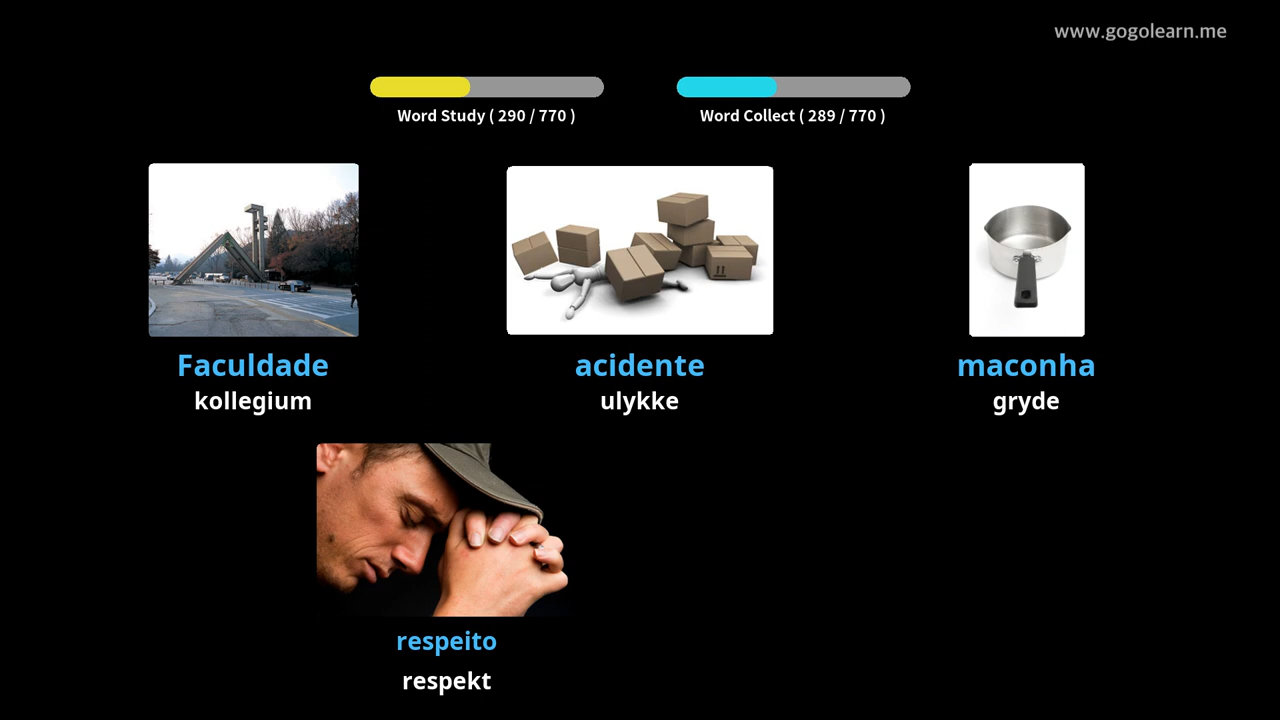 www.gogolearn.me
Word Study ( 290 / 770 )
Word Collect ( 289 / 770 )
Faculdade
kollegium
acidente
ulykke
maconha
gryde
respeito
respekt